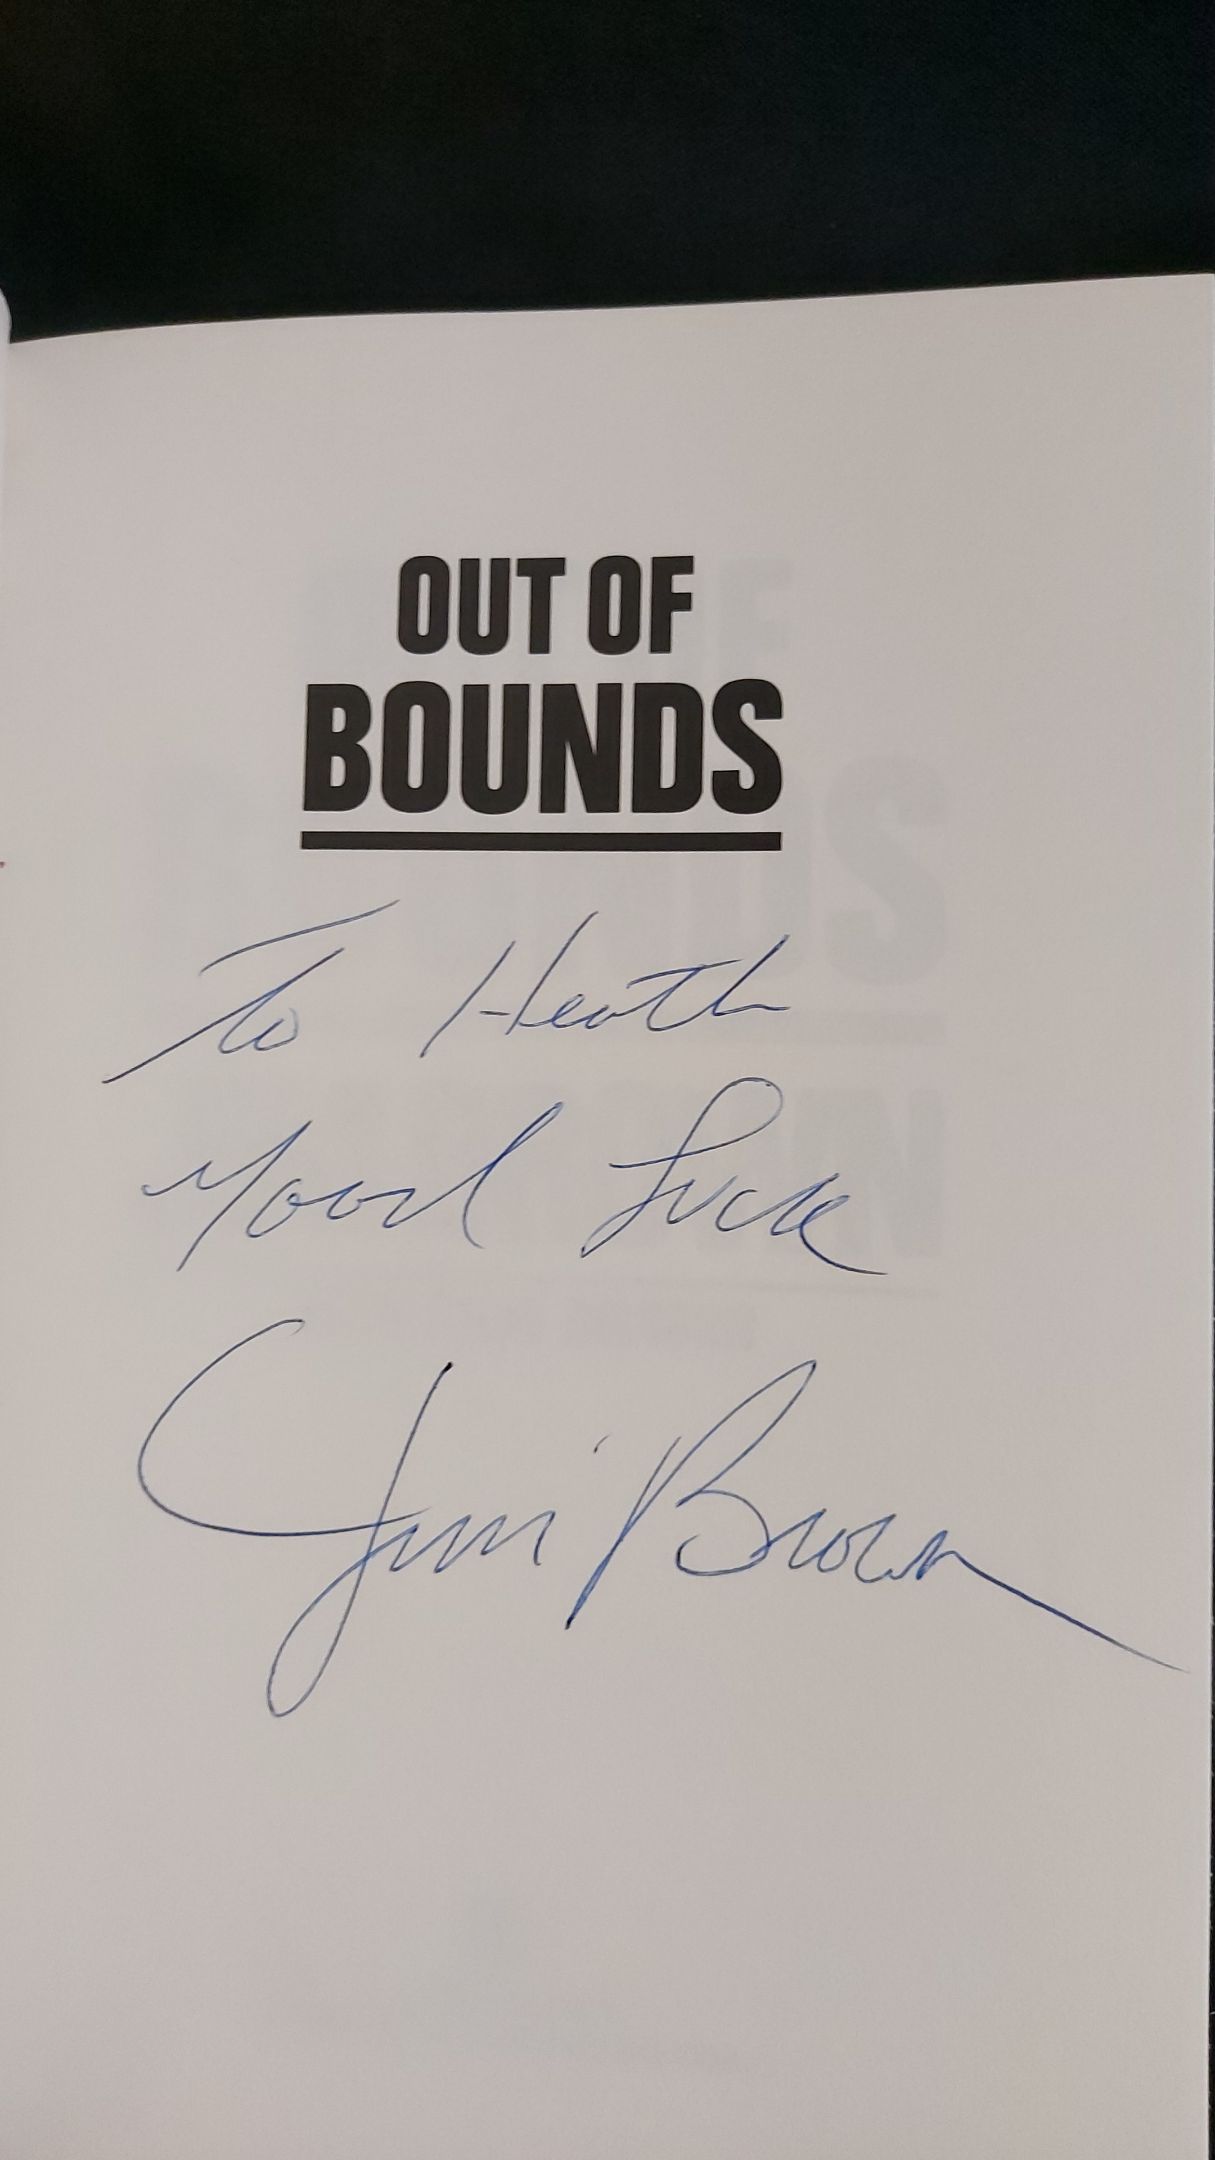 OUT OF
BOUNDS
To Heath
Good Luck
Jim Brown